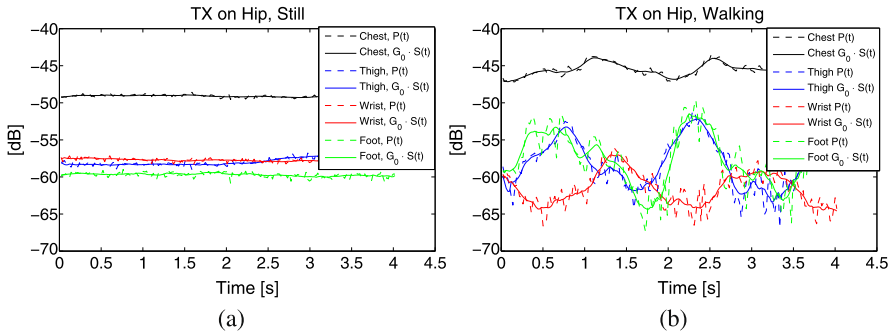 TX on Hip, Still
−40
−45
−50
−55
−60
−65
−70
[dB]
0
0.5
1
1.5
2
2.5
3
3.5
4
4.5
Time [s]
Chest, P(t)
Chest, G0 · S(t)
Thigh, P(t)
Thigh, G0 · S(t)
Wrist, P(t)
Wrist, G0 · S(t)
Foot, P(t)
Foot, G0 · S(t)
(a)
TX on Hip, Walking
−40
−45
−50
−55
−60
−65
−70
[dB]
0
0.5
1
1.5
2
2.5
3
3.5
4
4.5
Time [s]
Chest P(t)
Chest G0 · S(t)
Thigh P(t)
Thigh G0 · S(t)
Wrist P(t)
Wrist G0 · S(t)
Foot P(t)
Foot G0 · S(t)
(b)